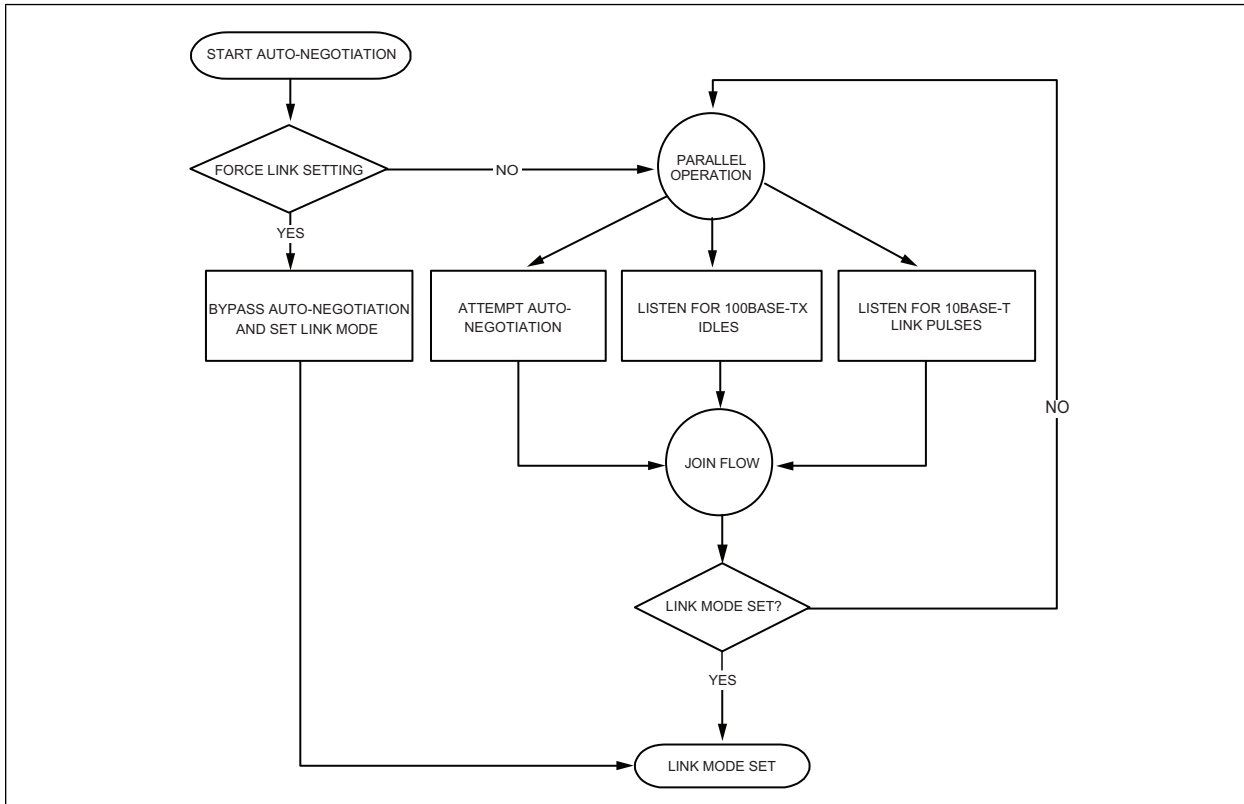 START AUTO-NEGOTIATION
FORCE LINK SETTING
NO
PARALLEL
OPERATION
YES
BYPASS AUTO-NEGOTIATION
AND SET LINK MODE
ATTEMPT AUTO-
NEGOTIATION
LISTEN FOR 100BASE-TX
IDLES
LISTEN FOR 10BASE-T
LINK PULSES
NO
JOIN FLOW
LINK MODE SET?
YES
LINK MODE SET